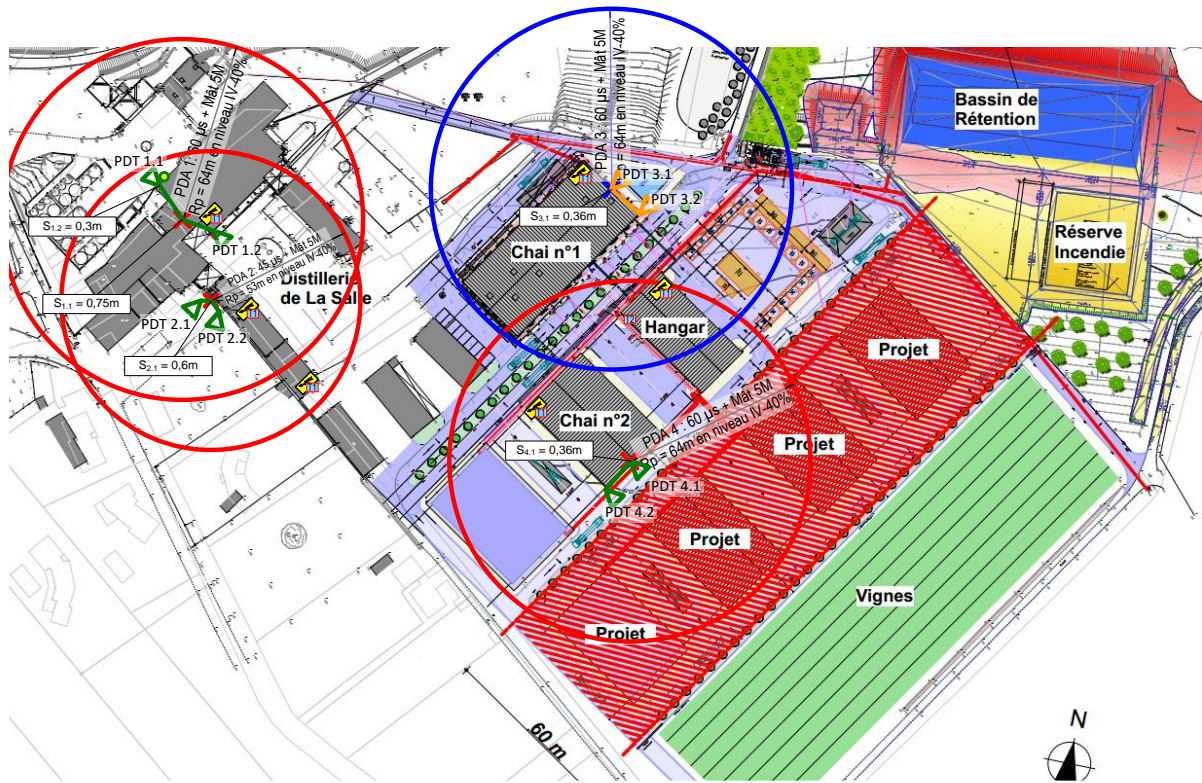 PDA 1: 60 µs + Mât 5M
Rp = 64m en niveau IV-40%
PDT 1.1
S1.2 = 0,3m
PDT 1.2
PDA 2: 45 µs + Mât 5M
Rp= 53m en niveau IV-40%
Distillerie
de La Salle
S1.1 = 0,75m
PDT 2.1
PDT 2.2
S2.1 = 0,6m
PDA 3 : 60 µs + Mât 5M
Rp = 64m en niveau IV-40%
PDT 3.1
PDT 3.2
S3.1 = 0,36m
Chai n°1
Hangar
Bassin de
Rétention
Réserve
Incendie
Projet
Chai n°2
PDA 4 : 60 µs + Mât 5M
Rp = 64m en niveau IV-40%
S4.1 = 0,36m
PDT 4.1
PDT 4.2
Projet
Projet
Projet
Vignes
60 m
N